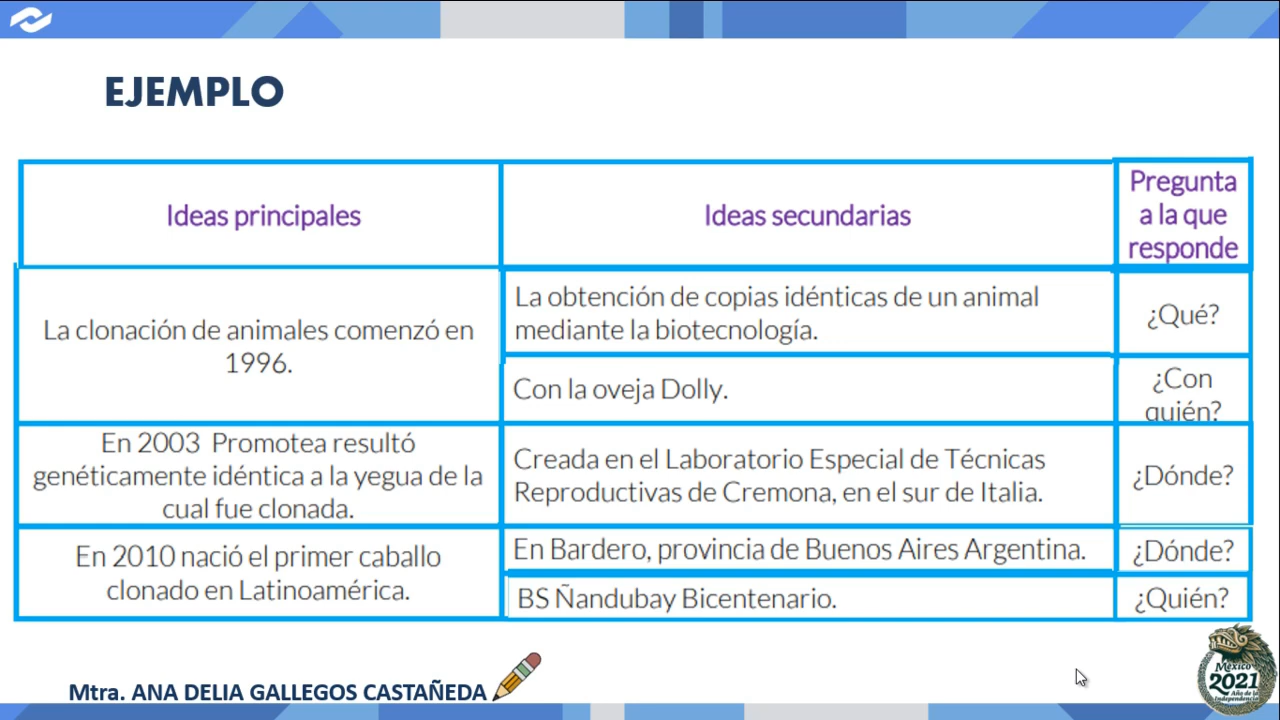 EJEMPLO
Ideas principales
Ideas secundarias
Pregunta
a la que
responde
La clonación de animales comenzó en
1996.
La obtención de copias idénticas de un animal
mediante la biotecnología.
¿Qué?
Con la oveja Dolly.
¿Con
quién?
En 2003 Promotea resultó
genéticamente idéntica a la yegua de la
cual fue clonada.
Creada en el Laboratorio Especial de Técnicas
Reproductivas de Cremona, en el sur de Italia.
¿Dónde?
En 2010 nació el primer caballo
clonado en Latinoamérica.
En Bardero, provincia de Buenos Aires Argentina.
¿Dónde?
BS Ñandubay Bicentenario.
¿Quién?
Mtra. ANA DELIA GALLEGOS CASTAÑEDA
México
2021
Año de la
Independencia